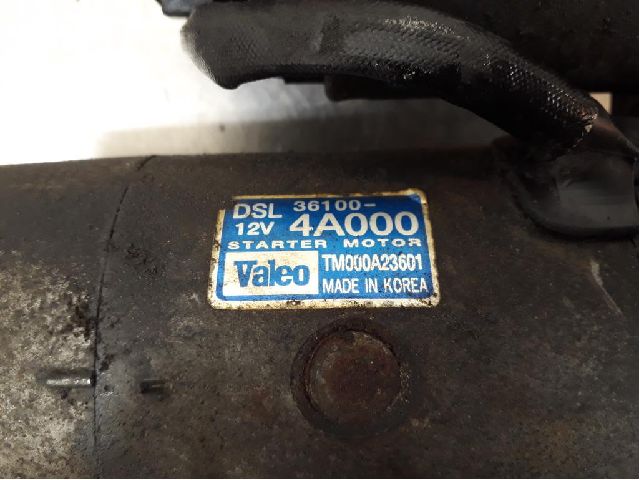 DSL 36100-
12V 4A000
STARTER MOTOR
Valeo TM000A23601
MADE IN KOREA